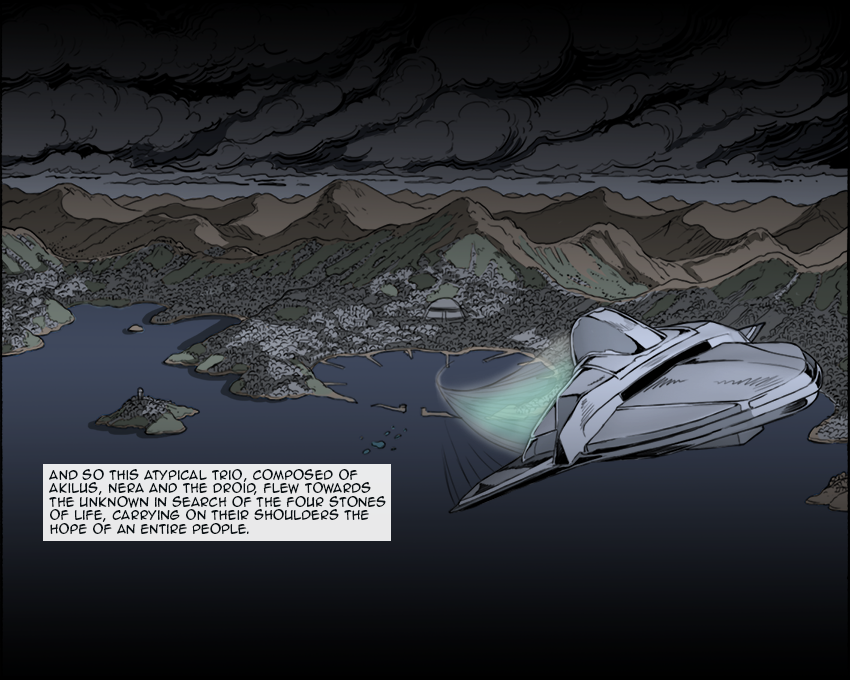 AND SO THIS ATYPICAL TRIO, COMPOSED OF
AKILUS, NERA AND THE DROID, FLEW TOWARDS
THE UNKNOWN IN SEARCH OF THE FOUR STONES
OF LIFE, CARRYING ON THEIR SHOULDERS THE
HOPE OF AN ENTIRE PEOPLE.